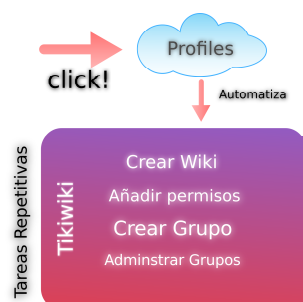 Profiles
click!
Automatiza
Tareas Repetitivas
Tikiwiki
Crear Wiki
Añadir permisos
Crear Grupo
Adminstrar Grupos